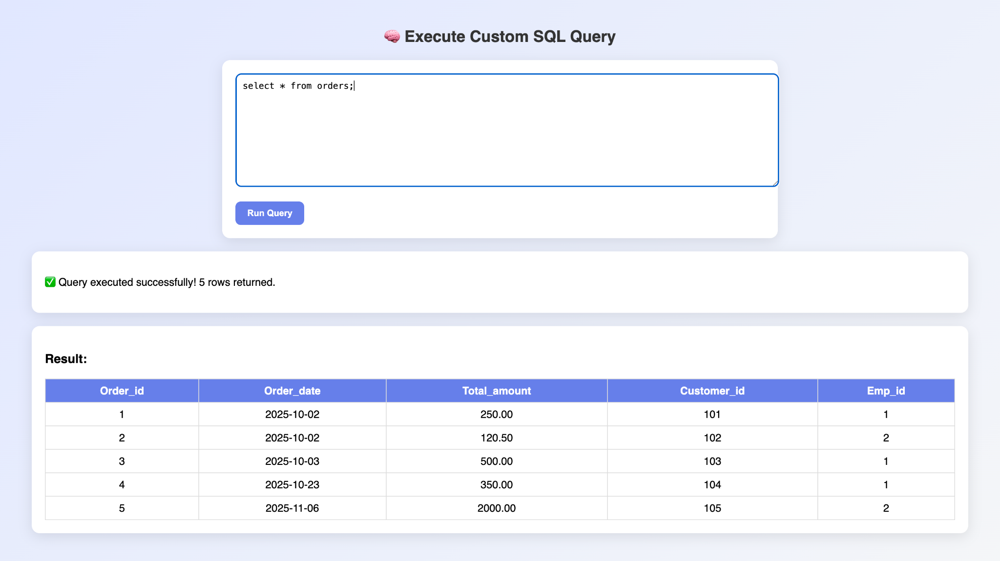 🧠 Execute Custom SQL Query
select * from orders;
Run Query
✅ Query executed successfully! 5 rows returned.
Result:
Order_id Order_date Total_amount Customer_id Emp_id
1 2025-10-02 250.00 101 1
2 2025-10-02 120.50 102 2
3 2025-10-03 500.00 103 1
4 2025-10-23 350.00 104 1
5 2025-11-06 2000.00 105 2